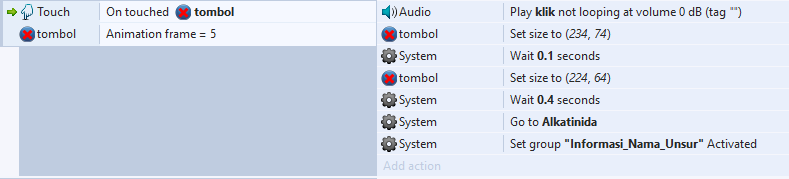 Touch On touched tombol
tombol Animation frame = 5
Audio Play klik not looping at volume 0 dB (tag "")
tombol Set size to (234, 74)
System Wait 0.1 seconds
tombol Set size to (224, 64)
System Wait 0.4 seconds
System Go to Alkatinida
System Set group "Informasi_Nama_Unsur" Activated
Add action